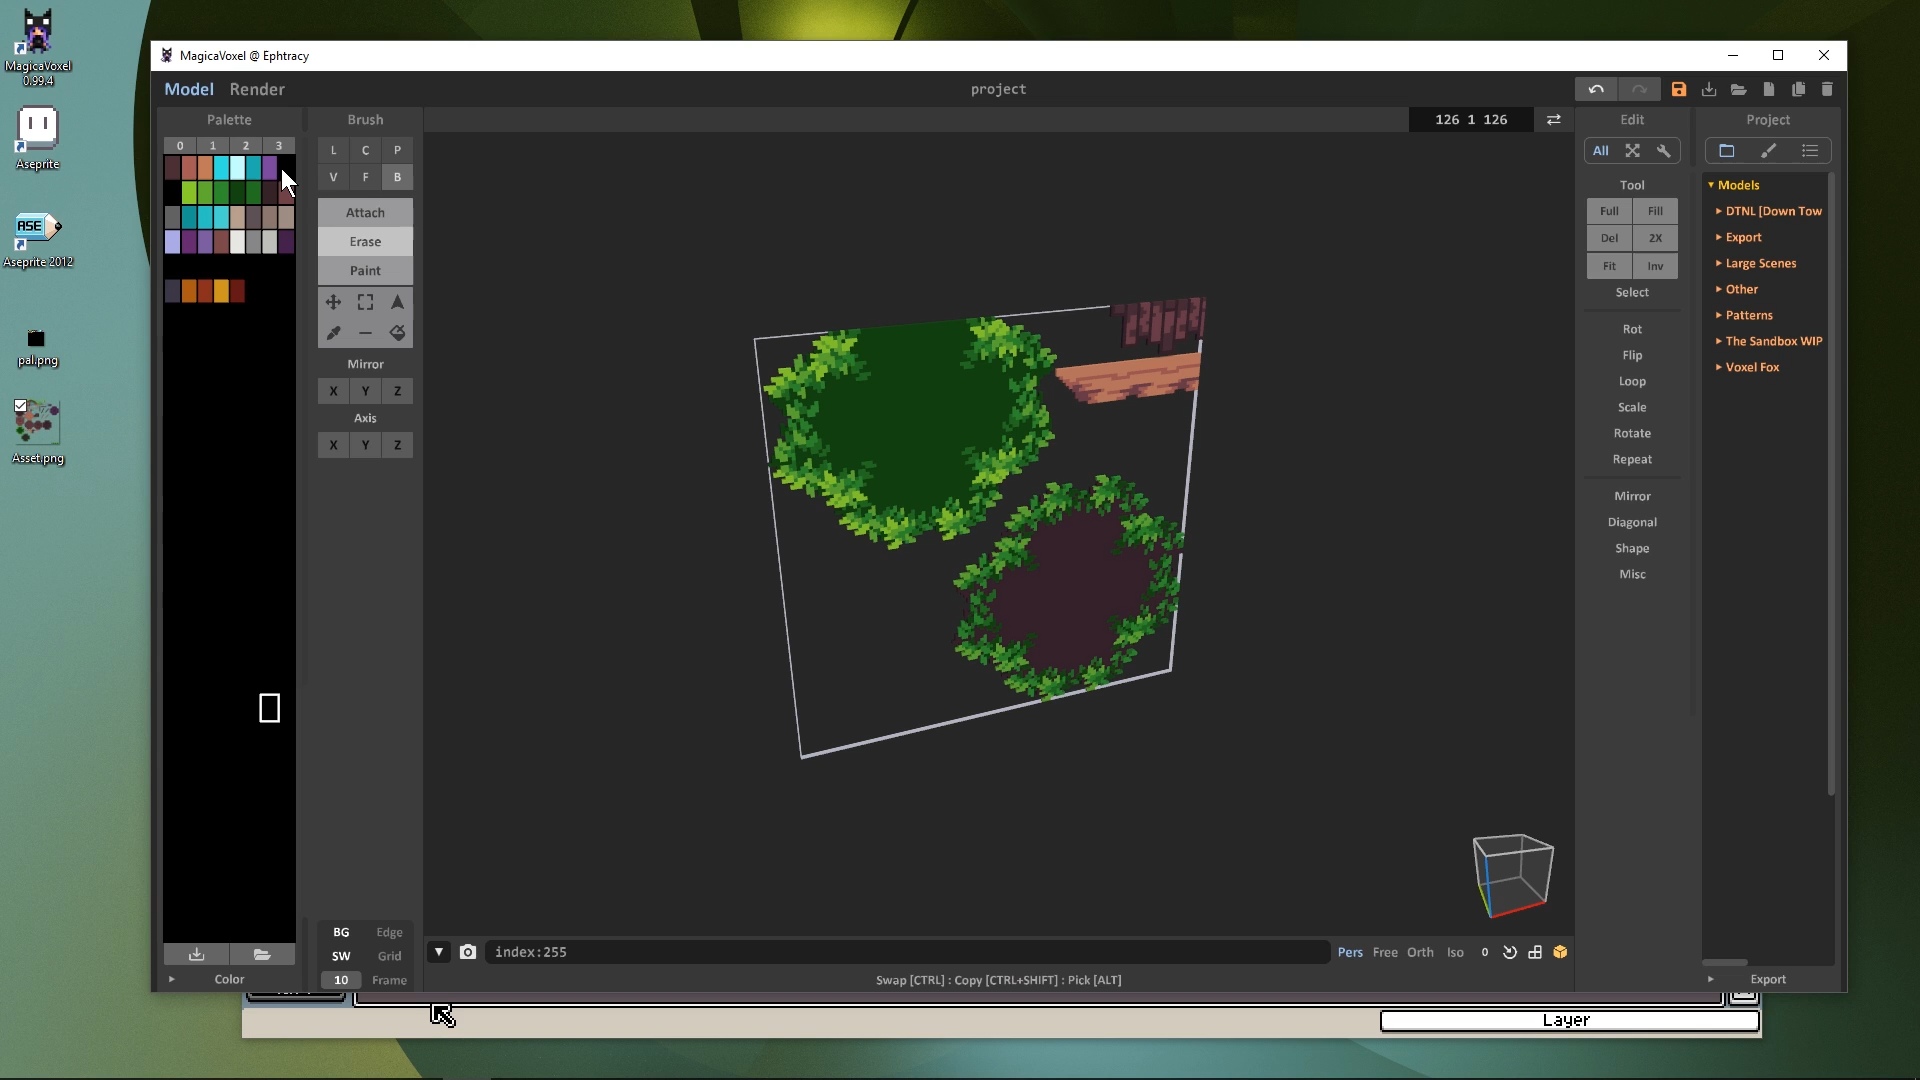 MagicaVoxel
0.99.4
Aseprite
ASE
Aseprite 2012
pal.png
Asset.png
MagicaVoxel @ Ephtracy
Model Render
project
Palette
0 1 2 3
Brush
L C P
V F B
Attach
Erase
Paint
Mirror
X Y Z
Axis
X Y Z
BG Edge
SW Grid
10 Frame
Color
126 1 126
index:255
Pers Free Orth Iso 0
Swap [CTRL] : Copy [CTRL+SHIFT] : Pick [ALT]
Edit
All
Tool
Full Fill
Del 2X
Fit Inv
Select
Rot
Flip
Loop
Scale
Rotate
Repeat
Mirror
Diagonal
Shape
Misc
Project
Models
DTNL [Down Tow
Export
Large Scenes
Other
Patterns
The Sandbox WIP
Voxel Fox
Export
Layer